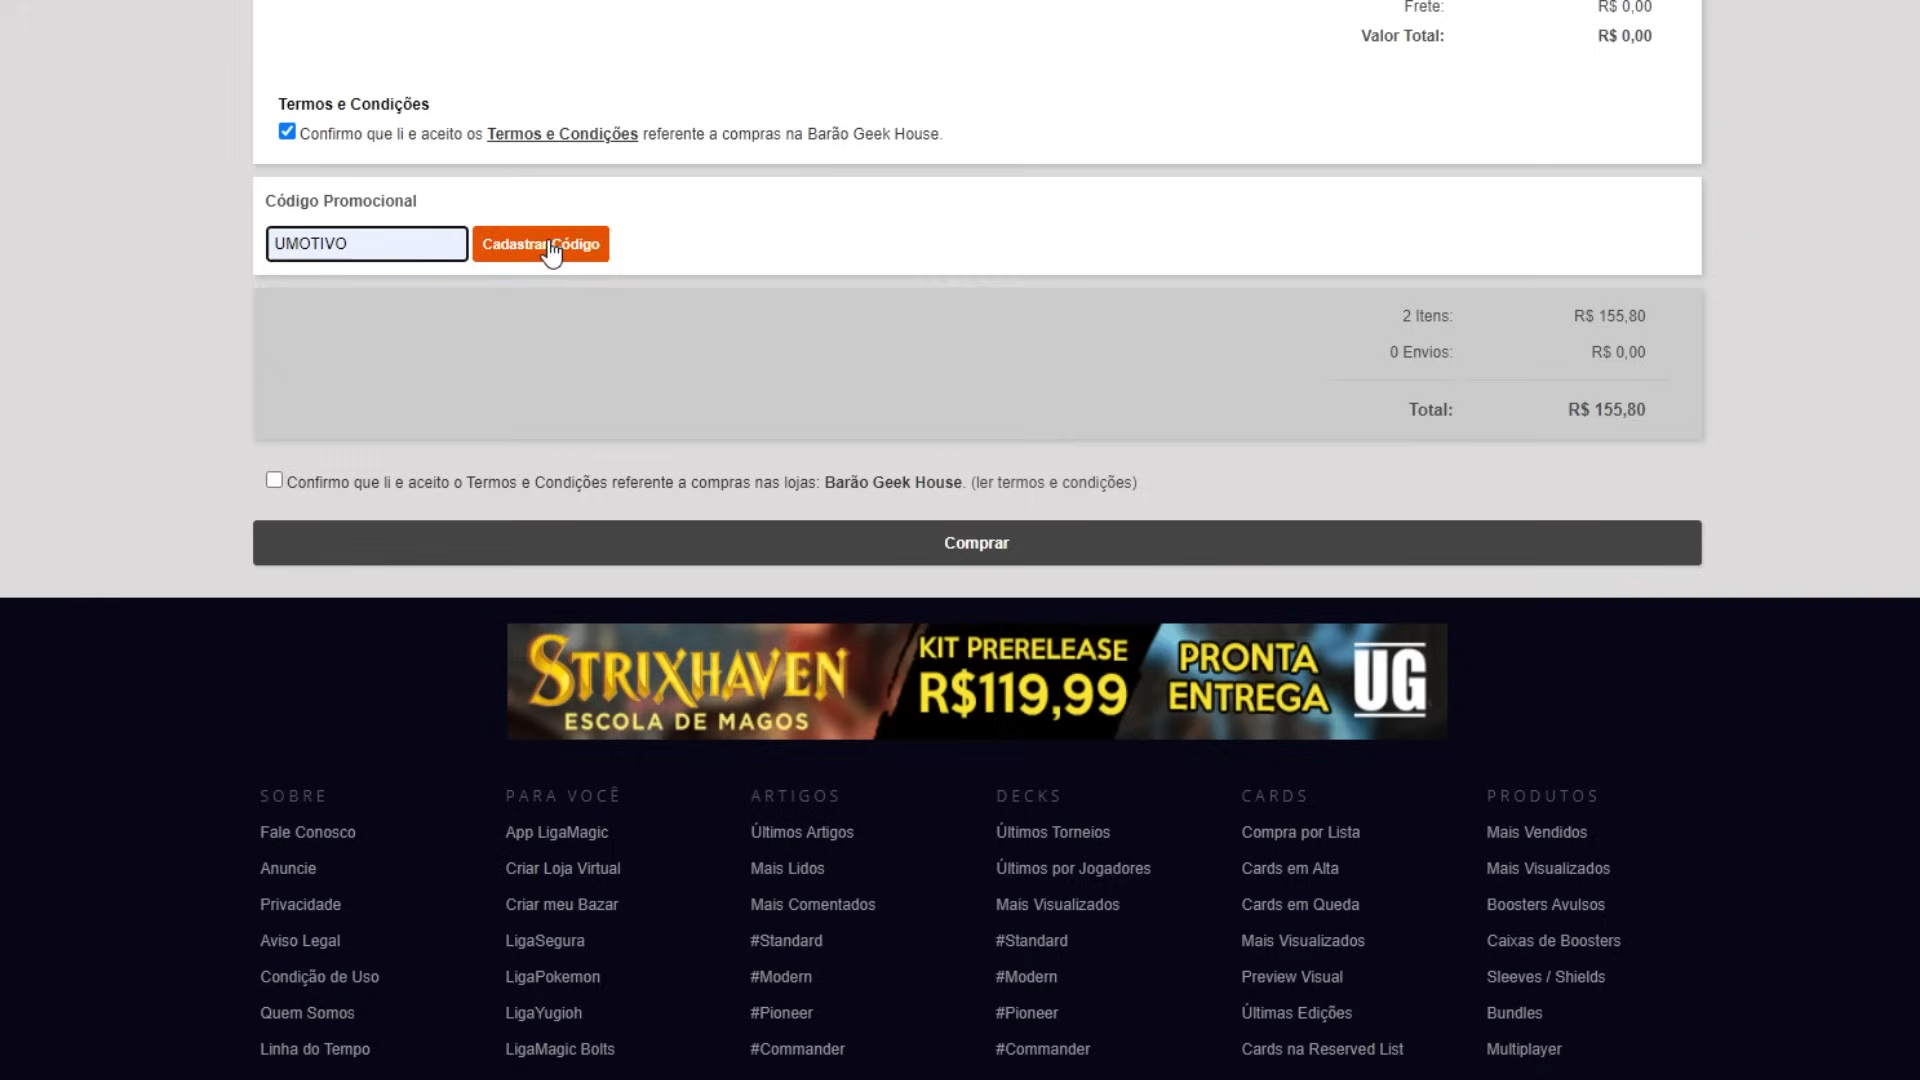 Frete: R$ 0,00
Valor Total: R$ 0,00
Termos e Condições
Confirmo que li e aceito os Termos e Condições referente a compras na Barão Geek House.
Código Promocional
UMOTIVO Cadastrar Código
2 Itens: R$ 155,80
0 Envios: R$ 0,00
Total: R$ 155,80
Confirmo que li e aceito o Termos e Condições referente a compras nas lojas: Barão Geek House. (ler termos e condições)
Comprar
STRIXHAVEN
ESCOLA DE MAGOS
KIT PRERELEASE
R$119,99
PRONTA
ENTREGA
UG
SOBRE
Fale Conosco
Anuncie
Privacidade
Aviso Legal
Condição de Uso
Quem Somos
Linha do Tempo
PARA VOCÊ
App LigaMagic
Criar Loja Virtual
Criar meu Bazar
LigaSegura
LigaPokemon
LigaYugioh
LigaMagic Bolts
ARTIGOS
Últimos Artigos
Mais Lidos
Mais Comentados
#Standard
#Modern
#Pioneer
#Commander
DECKS
Últimos Torneios
Últimos por Jogadores
Mais Visualizados
#Standard
#Modern
#Pioneer
#Commander
CARDS
Compra por Lista
Cards em Alta
Cards em Queda
Mais Visualizados
Preview Visual
Últimas Edições
Cards na Reserved List
PRODUTOS
Mais Vendidos
Mais Visualizados
Boosters Avulsos
Caixas de Boosters
Sleeves / Shields
Bundles
Multiplayer